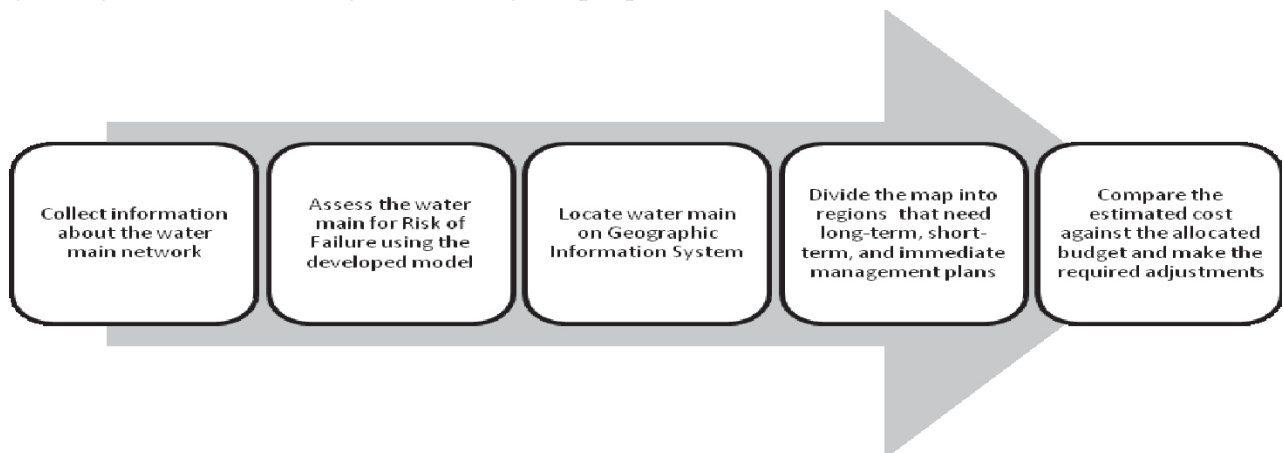 Collect information
about the water
main network
Assess the water
main for Risk of
Failure using the
developed model
Locate water main
on Geographic
Information System
Divide the map into
regions that need
long-term, short-
term, and immediate
management plans
Compare the
estimated cost
against the allocated
budget and make the
required adjustments